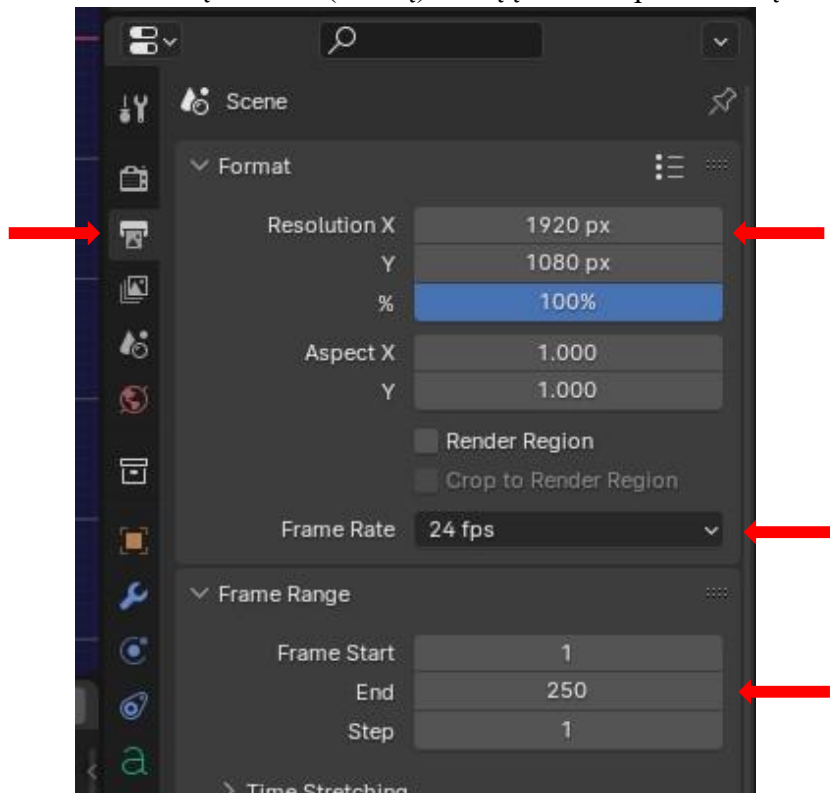 Scene
Format
Resolution X 1920 px
Y 1080 px
% 100%
Aspect X 1.000
Y 1.000
Render Region
Crop to Render Region
Frame Rate 24 fps
Frame Range
Frame Start 1
End 250
Step 1
Time Stretching